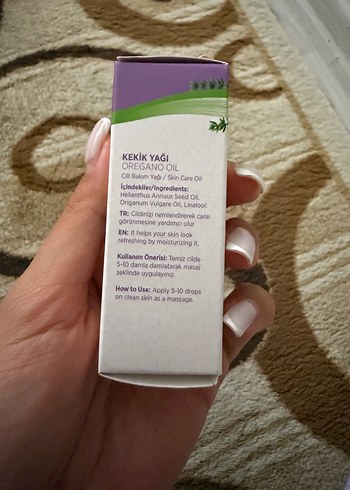 KEKİK YAĞI
OREGANO OIL
Cilt Bakım Yağı / Skin Care Oil
İçindekiler/Ingredients:
Helianthus Annuus Seed Oil,
Origanum Vulgare Oil, Linalool.
TR: Cildinizi nemlendirerek canlı
görünmesine yardımcı olur.
EN: It helps your skin look
refreshing by moisturizing it.
Kullanım Önerisi: Temiz cilde
5-10 damla damlatarak masaj
şeklinde uygulayınız.
How to Use: Apply 5-10 drops
on clean skin as a massage.